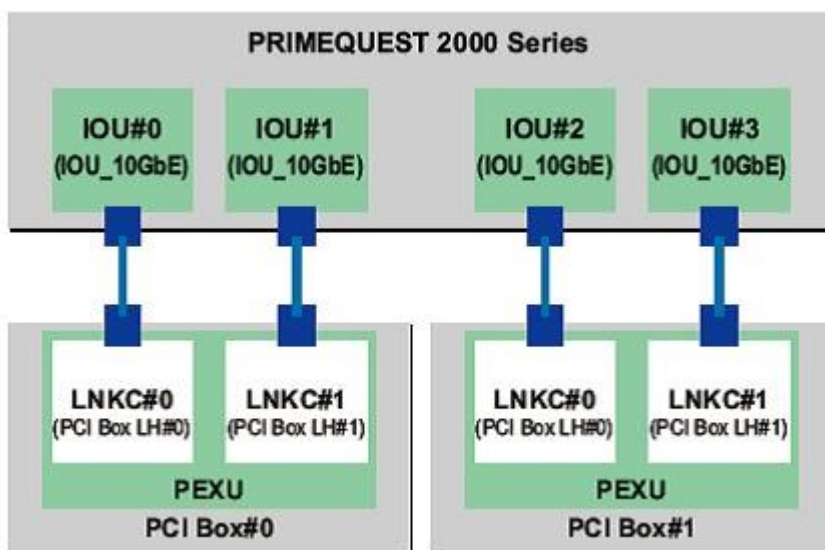 PRIMEQUEST 2000 Series
IOU#0 IOU#1 IOU#2 IOU#3
(IOU_10GbE) (IOU_10GbE) (IOU_10GbE) (IOU_10GbE)
LNKC#0 LNKC#1 LNKC#0 LNKC#1
(PCI Box LH#0) (PCI Box LH#1) (PCI Box LH#0) (PCI Box LH#1)
PEXU PEXU
PCI Box#0 PCI Box#1